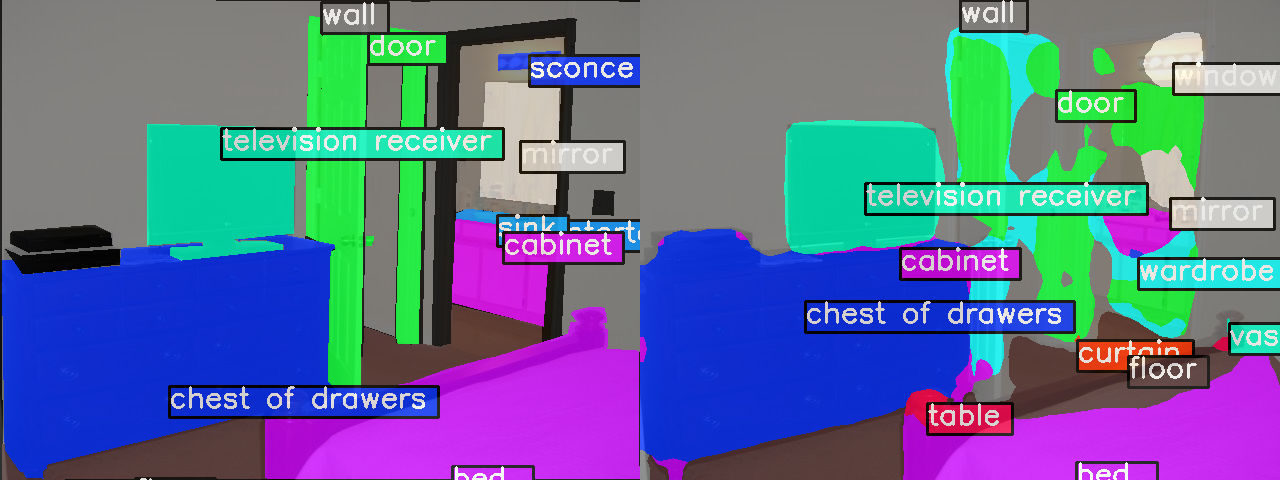 wall
door
sconce
television receiver
mirror
sink
cabinet
chest of drawers
bed
wall
window
door
television receiver
mirror
cabinet
wardrobe
chest of drawers
vas
curtain
floor
table
bed